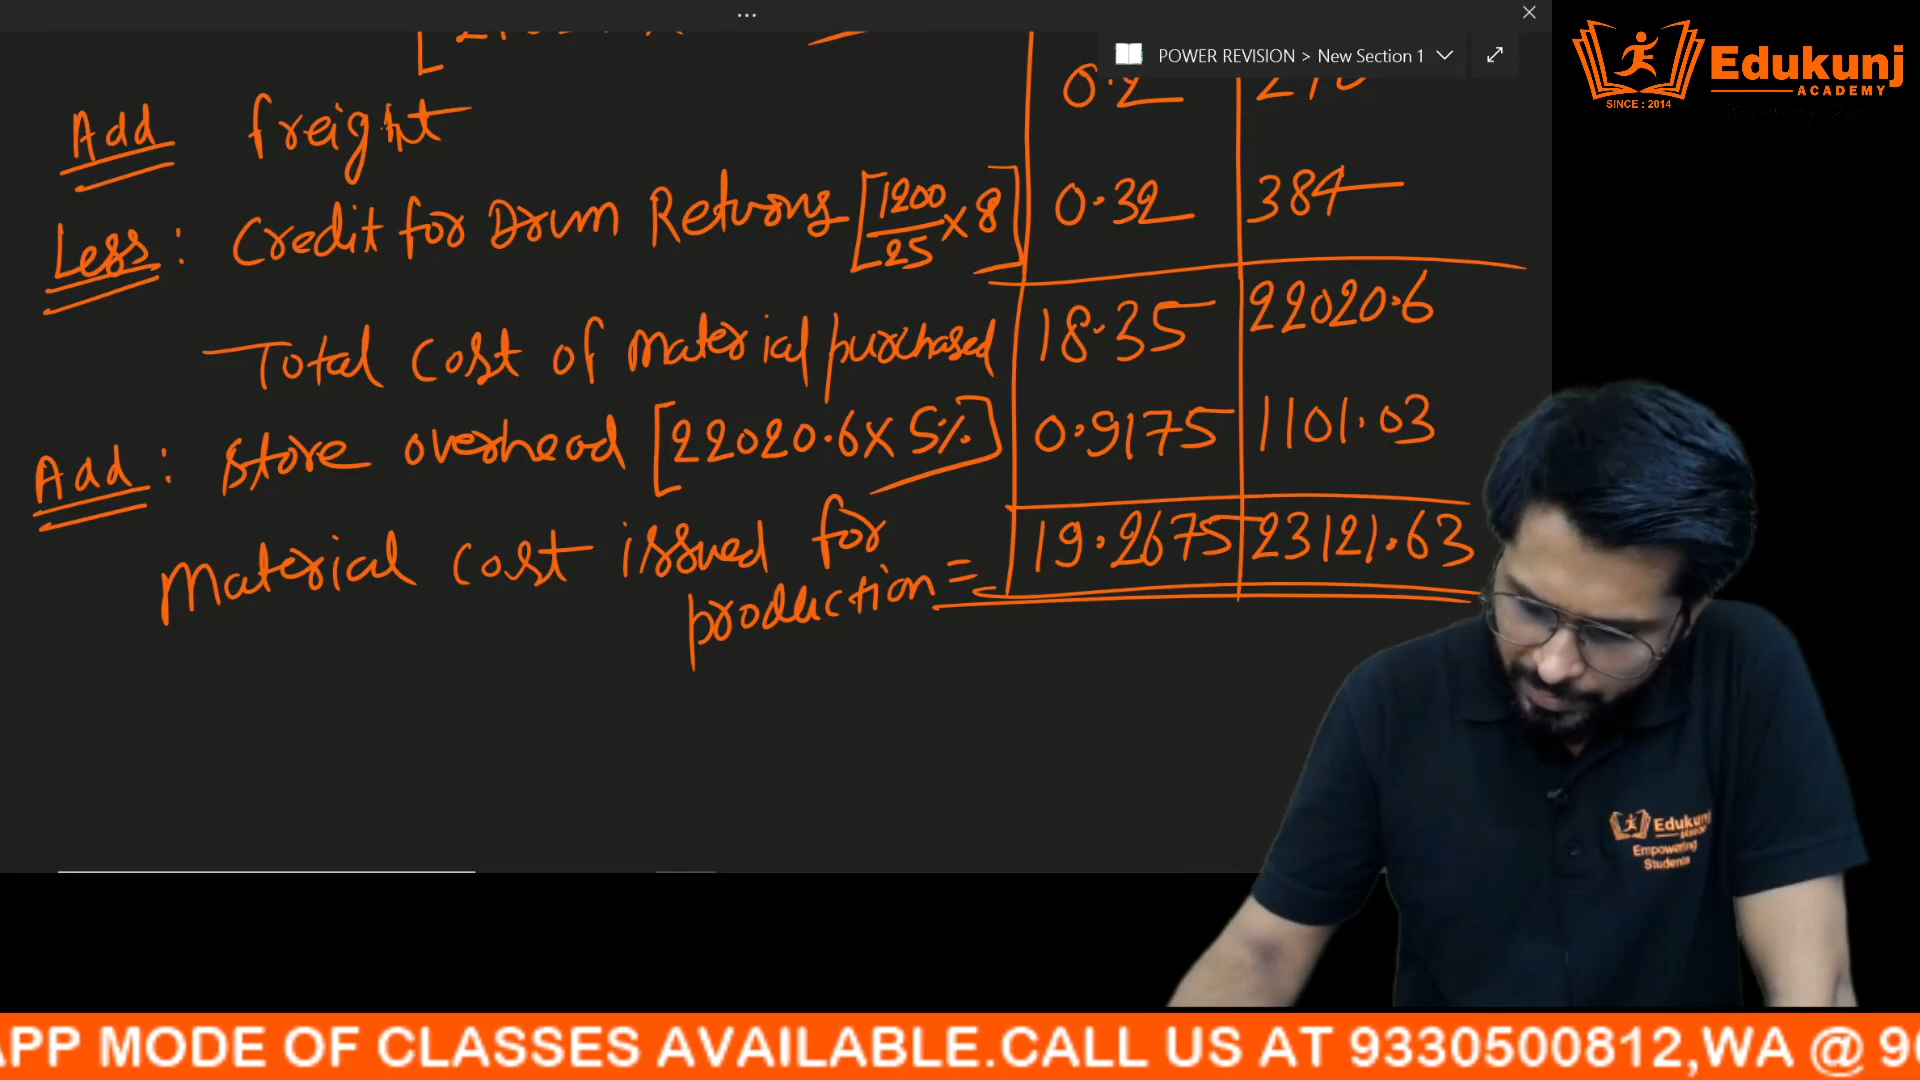 POWER REVISION > New Section 1
Edukunj
ACADEMY
SINCE : 2014
0.2
Add freight
Less: Credit for Drum Returns [1200/25 x 8] 0.32 384
Total cost of material purchased 18.35 22020.6
Add: Store overhead [22020.6 x 5%] 0.9175 1101.03
Material cost issued for production = 19.2675 23121.63
Edukunj
Empowering
Students
APP MODE OF CLASSES AVAILABLE.CALL US AT 9330500812,WA @ 9